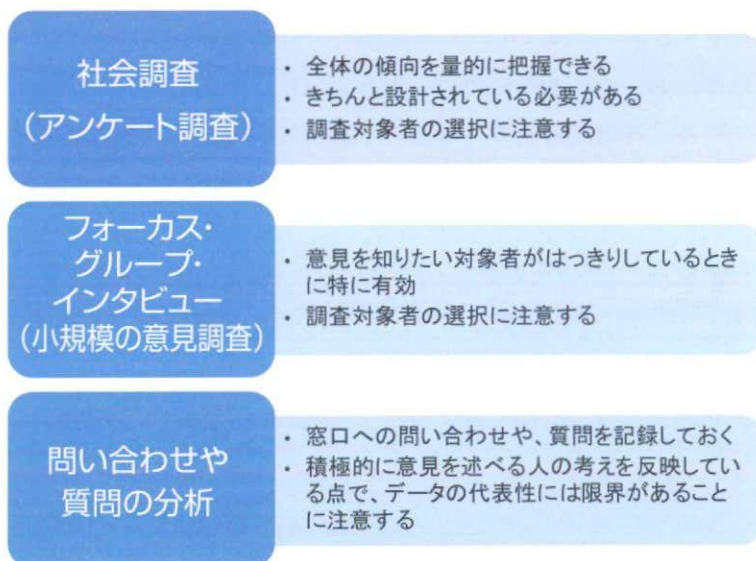 社会調査
(アンケート調査)
・ 全体の傾向を量的に把握できる
・ きちんと設計されている必要がある
・ 調査対象者の選択に注意する
フォーカス・
グループ・
インタビュー
(小規模の意見調査)
・ 意見を知りたい対象者がはっきりしているとき
に特に有効
・ 調査対象者の選択に注意する
問い合わせや
質問の分析
・ 窓口への問い合わせや、質問を記録しておく
・ 積極的に意見を述べる人の考えを反映してい
る点で、データの代表性には限界があること
に注意する